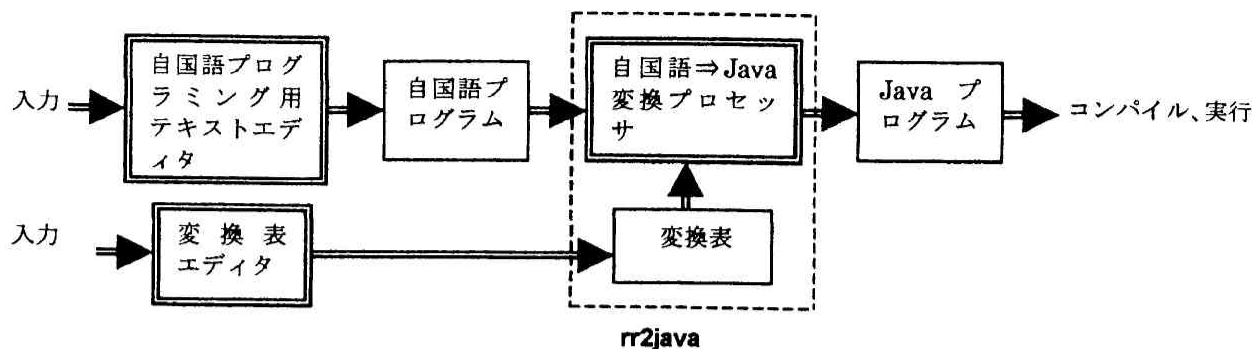 入力
自国語プログ
ラミング用
テキストエデ
ィタ
自国語プ
ログラム
自国語⇒Java
変換プロセッ
サ
Java プ
ログラム
コンパイル、実行
入力
変換表
エディタ
変換表
rr2java